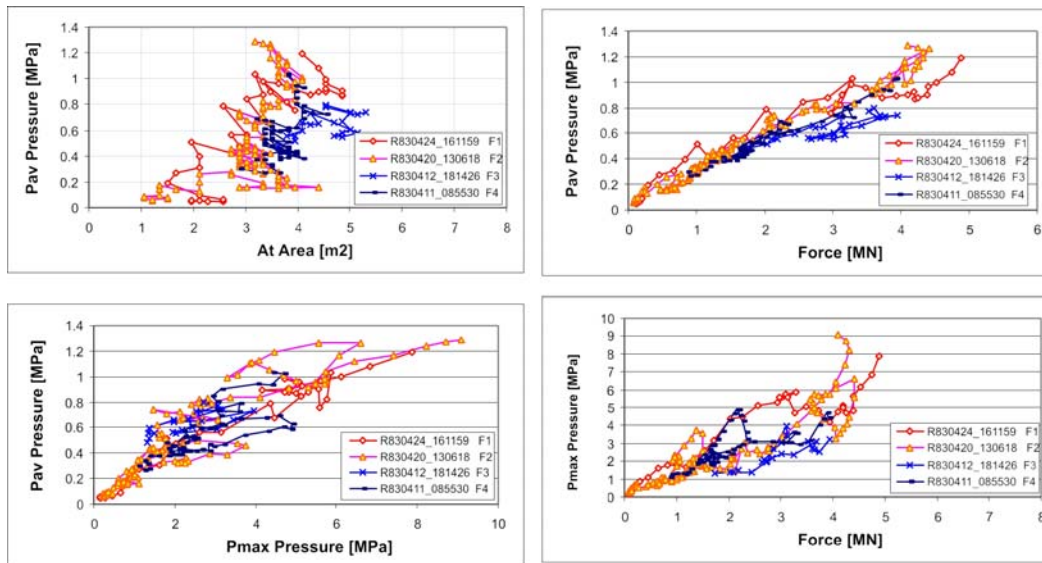 Pav Pressure [MPa]
1.4
1.2
1
0.8
0.6
0.4
0.2
0
0 1 2 3 4 5 6 7 8
At Area [m2]
R830424_161159 F1
R830420_130618 F2
R830412_181426 F3
R830411_085530 F4
Pav Pressure [MPa]
1.4
1.2
1
0.8
0.6
0.4
0.2
0
0 1 2 3 4 5 6
Force [MN]
R830424_161159 F1
R830420_130618 F2
R830412_181426 F3
R830411_085530 F4
Pav Pressure [MPa]
1.4
1.2
1
0.8
0.6
0.4
0.2
0
0 2 4 6 8 10
Pmax Pressure [MPa]
R830424_161159 F1
R830420_130618 F2
R830412_181426 F3
R830411_085530 F4
Pmax Pressure [MPa]
10
9
8
7
6
5
4
3
2
1
0
0 1 2 3 4 5 6 7 8
Force [MN]
R830424_161159 F1
R830420_130618 F2
R830412_181426 F3
R830411_085530 F4